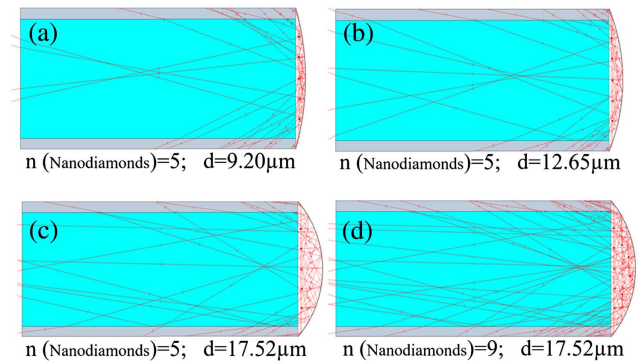 (a)
(b)
n (Nanodiamonds)=5; d=9.20μm
n (Nanodiamonds)=5; d=12.65μm
(c)
(d)
n (Nanodiamonds)=5; d=17.52μm
n (Nanodiamonds)=9; d=17.52μm